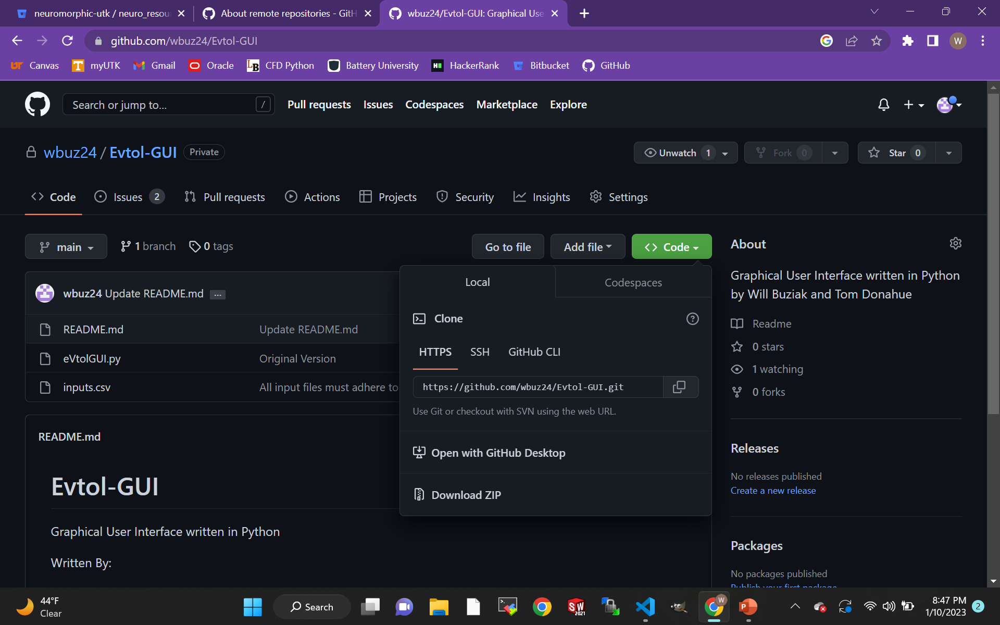 neuromorphic-utk / neuro_resou
About remote repositories - GitH
wbuz24/Evtol-GUI: Graphical Use
github.com/wbuz24/Evtol-GUI
W
Canvas
myUTK
Gmail
Oracle
CFD Python
Battery University
HackerRank
Bitbucket
GitHub
Search or jump to...
/
Pull requests
Issues
Codespaces
Marketplace
Explore
wbuz24 / Evtol-GUI
Private
Unwatch 1
Fork 0
Star 0
Code
Issues 2
Pull requests
Actions
Projects
Security
Insights
Settings
main
1 branch
0 tags
Go to file
Add file
Code
wbuz24 Update README.md ...
README.md Update README.md
eVtolGUI.py Original Version
inputs.csv All input files must adhere to
Local
Codespaces
Clone
HTTPS
SSH
GitHub CLI
https://github.com/wbuz24/Evtol-GUI.git
Use Git or checkout with SVN using the web URL.
Open with GitHub Desktop
Download ZIP
README.md
Evtol-GUI
Graphical User Interface written in Python
Written By:
About
Graphical User Interface written in Python
by Will Buziak and Tom Donahue
Readme
0 stars
1 watching
0 forks
Releases
No releases published
Create a new release
Packages
No packages published
Publish your first package
44°F
Clear
Search
SW
2021
W
P
8:47 PM
1/10/2023
2